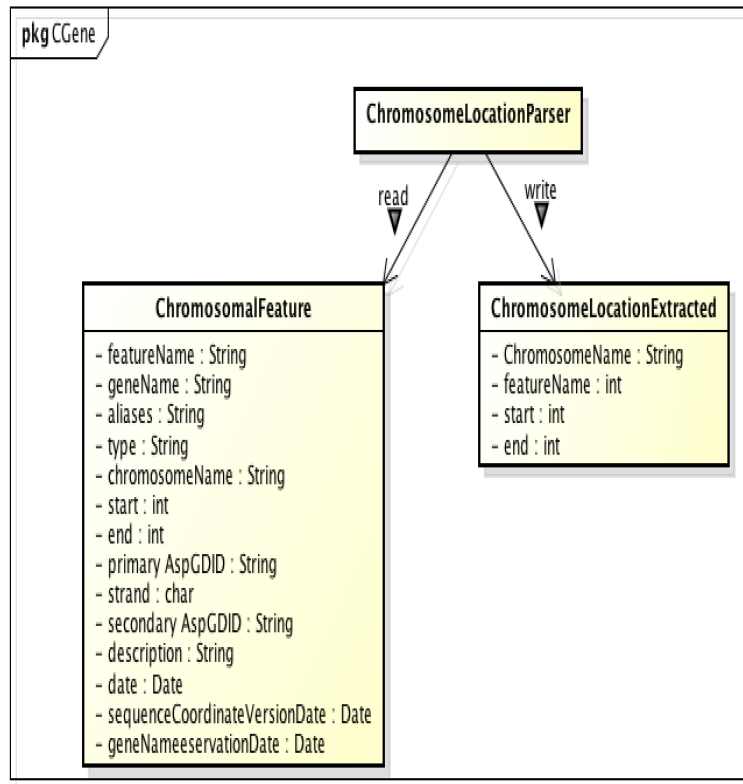 pkg CGene
ChromosomeLocationParser
read
write
ChromosomalFeature
- featureName : String
- geneName : String
- aliases : String
- type : String
- chromosomeName : String
- start : int
- end : int
- primary AspGDID : String
- strand : char
- secondary AspGDID : String
- description : String
- date : Date
- sequenceCoordinateVersionDate : Date
- geneNameeservationDate : Date
ChromosomeLocationExtracted
- ChromosomeName : String
- featureName : int
- start : int
- end : int